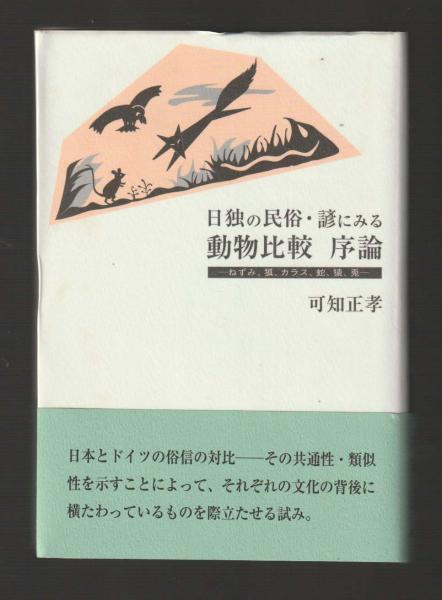 日独の民俗・諺にみる
動物比較 序論
―ねずみ、狐、カラス、蛇、猿、兎―
可知正孝
日本とドイツの俗信の対比――その共通性・類似
性を示すことによって、それぞれの文化の背後に
横たわっているものを際立たせる試み。